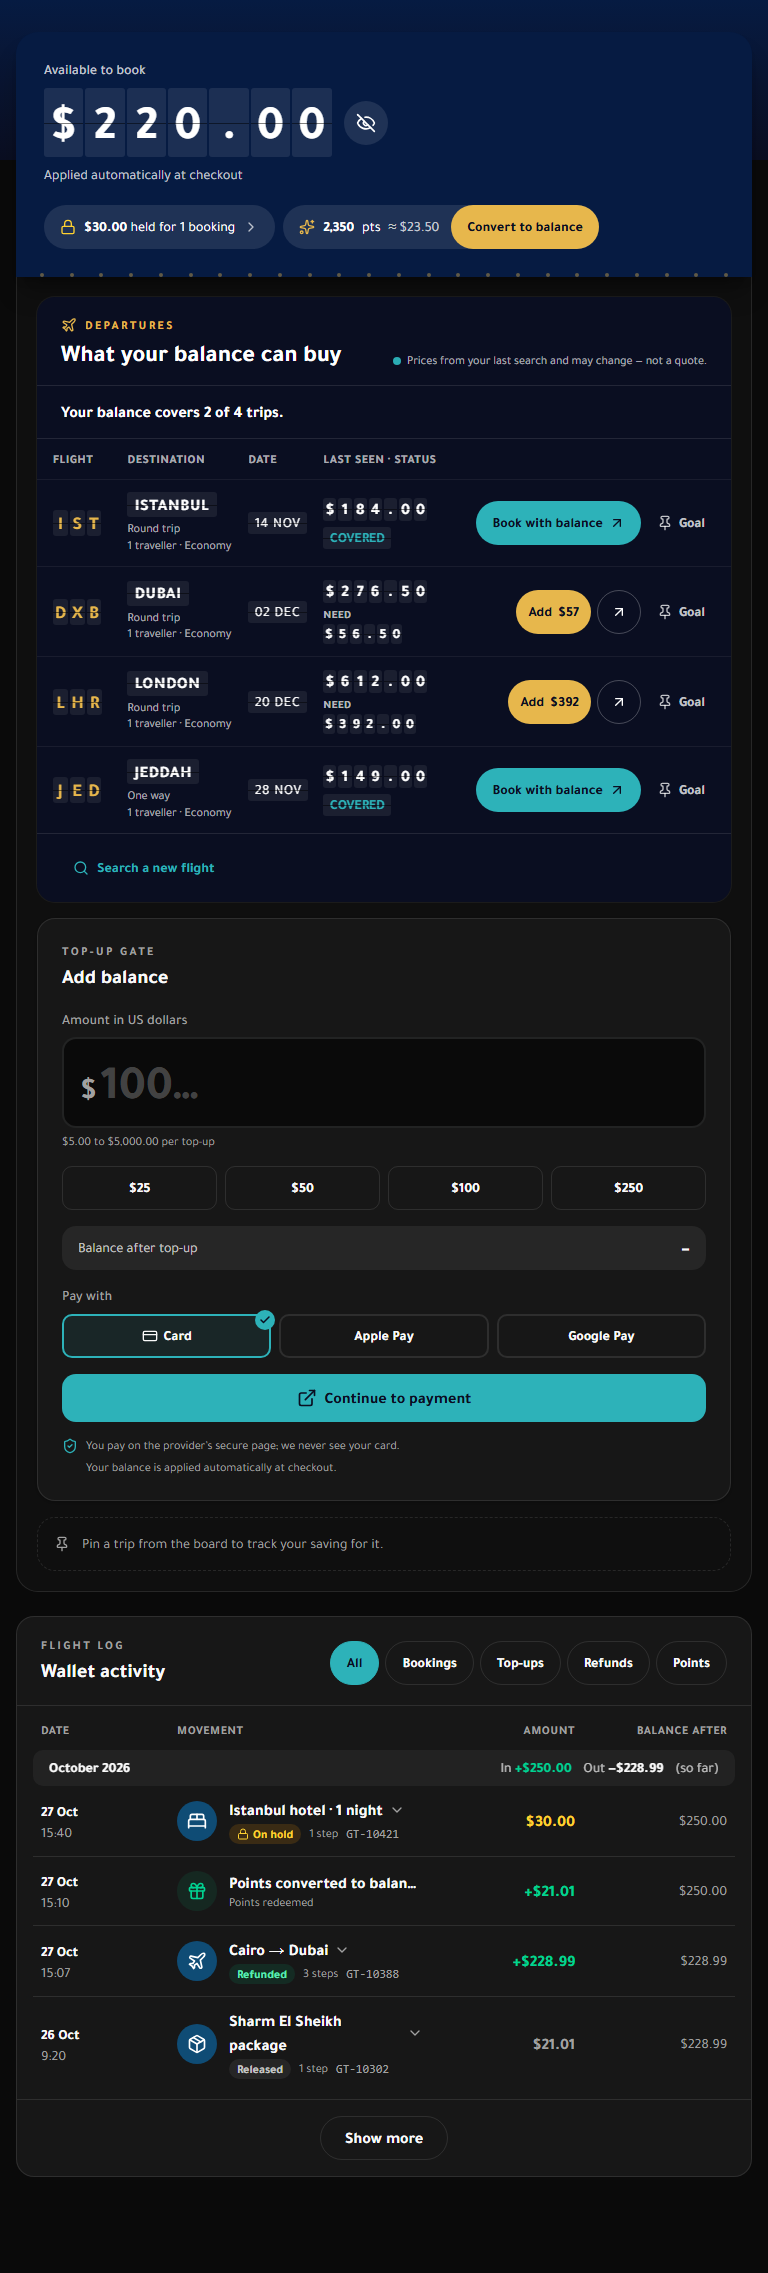 Available to book
$220.00
Applied automatically at checkout
$30.00 held for 1 booking
2,350 pts ≈ $23.50 Convert to balance
DEPARTURES
What your balance can buy
Prices from your last search and may change – not a quote.
Your balance covers 2 of 4 trips.
FLIGHT DESTINATION DATE LAST SEEN · STATUS
IST
ISTANBUL
Round trip
1 traveller · Economy
14 NOV
$184.00
COVERED
Book with balance
Goal
DXB
DUBAI
Round trip
1 traveller · Economy
02 DEC
$276.50
NEED
$56.50
Add $57
Goal
LHR
LONDON
Round trip
1 traveller · Economy
20 DEC
$612.00
NEED
$392.00
Add $392
Goal
JED
JEDDAH
One way
1 traveller · Economy
28 NOV
$149.00
COVERED
Book with balance
Goal
Search a new flight
TOP-UP GATE
Add balance
Amount in US dollars
$ 100...
$5.00 to $5,000.00 per top-up
$25 $50 $100 $250
Balance after top-up –
Pay with
Card Apple Pay Google Pay
Continue to payment
You pay on the provider's secure page; we never see your card.
Your balance is applied automatically at checkout.
Pin a trip from the board to track your saving for it.
FLIGHT LOG
Wallet activity
All Bookings Top-ups Refunds Points
DATE MOVEMENT AMOUNT BALANCE AFTER
October 2026 In +$250.00 Out –$228.99 (so far)
27 Oct
15:40
Istanbul hotel · 1 night
On hold 1 step GT-10421
$30.00
$250.00
27 Oct
15:10
Points converted to balan...
Points redeemed
+$21.01
$250.00
27 Oct
15:07
Cairo → Dubai
Refunded 3 steps GT-10388
+$228.99
$228.99
26 Oct
9:20
Sharm El Sheikh
package
Released 1 step GT-10302
$21.01
$228.99
Show more